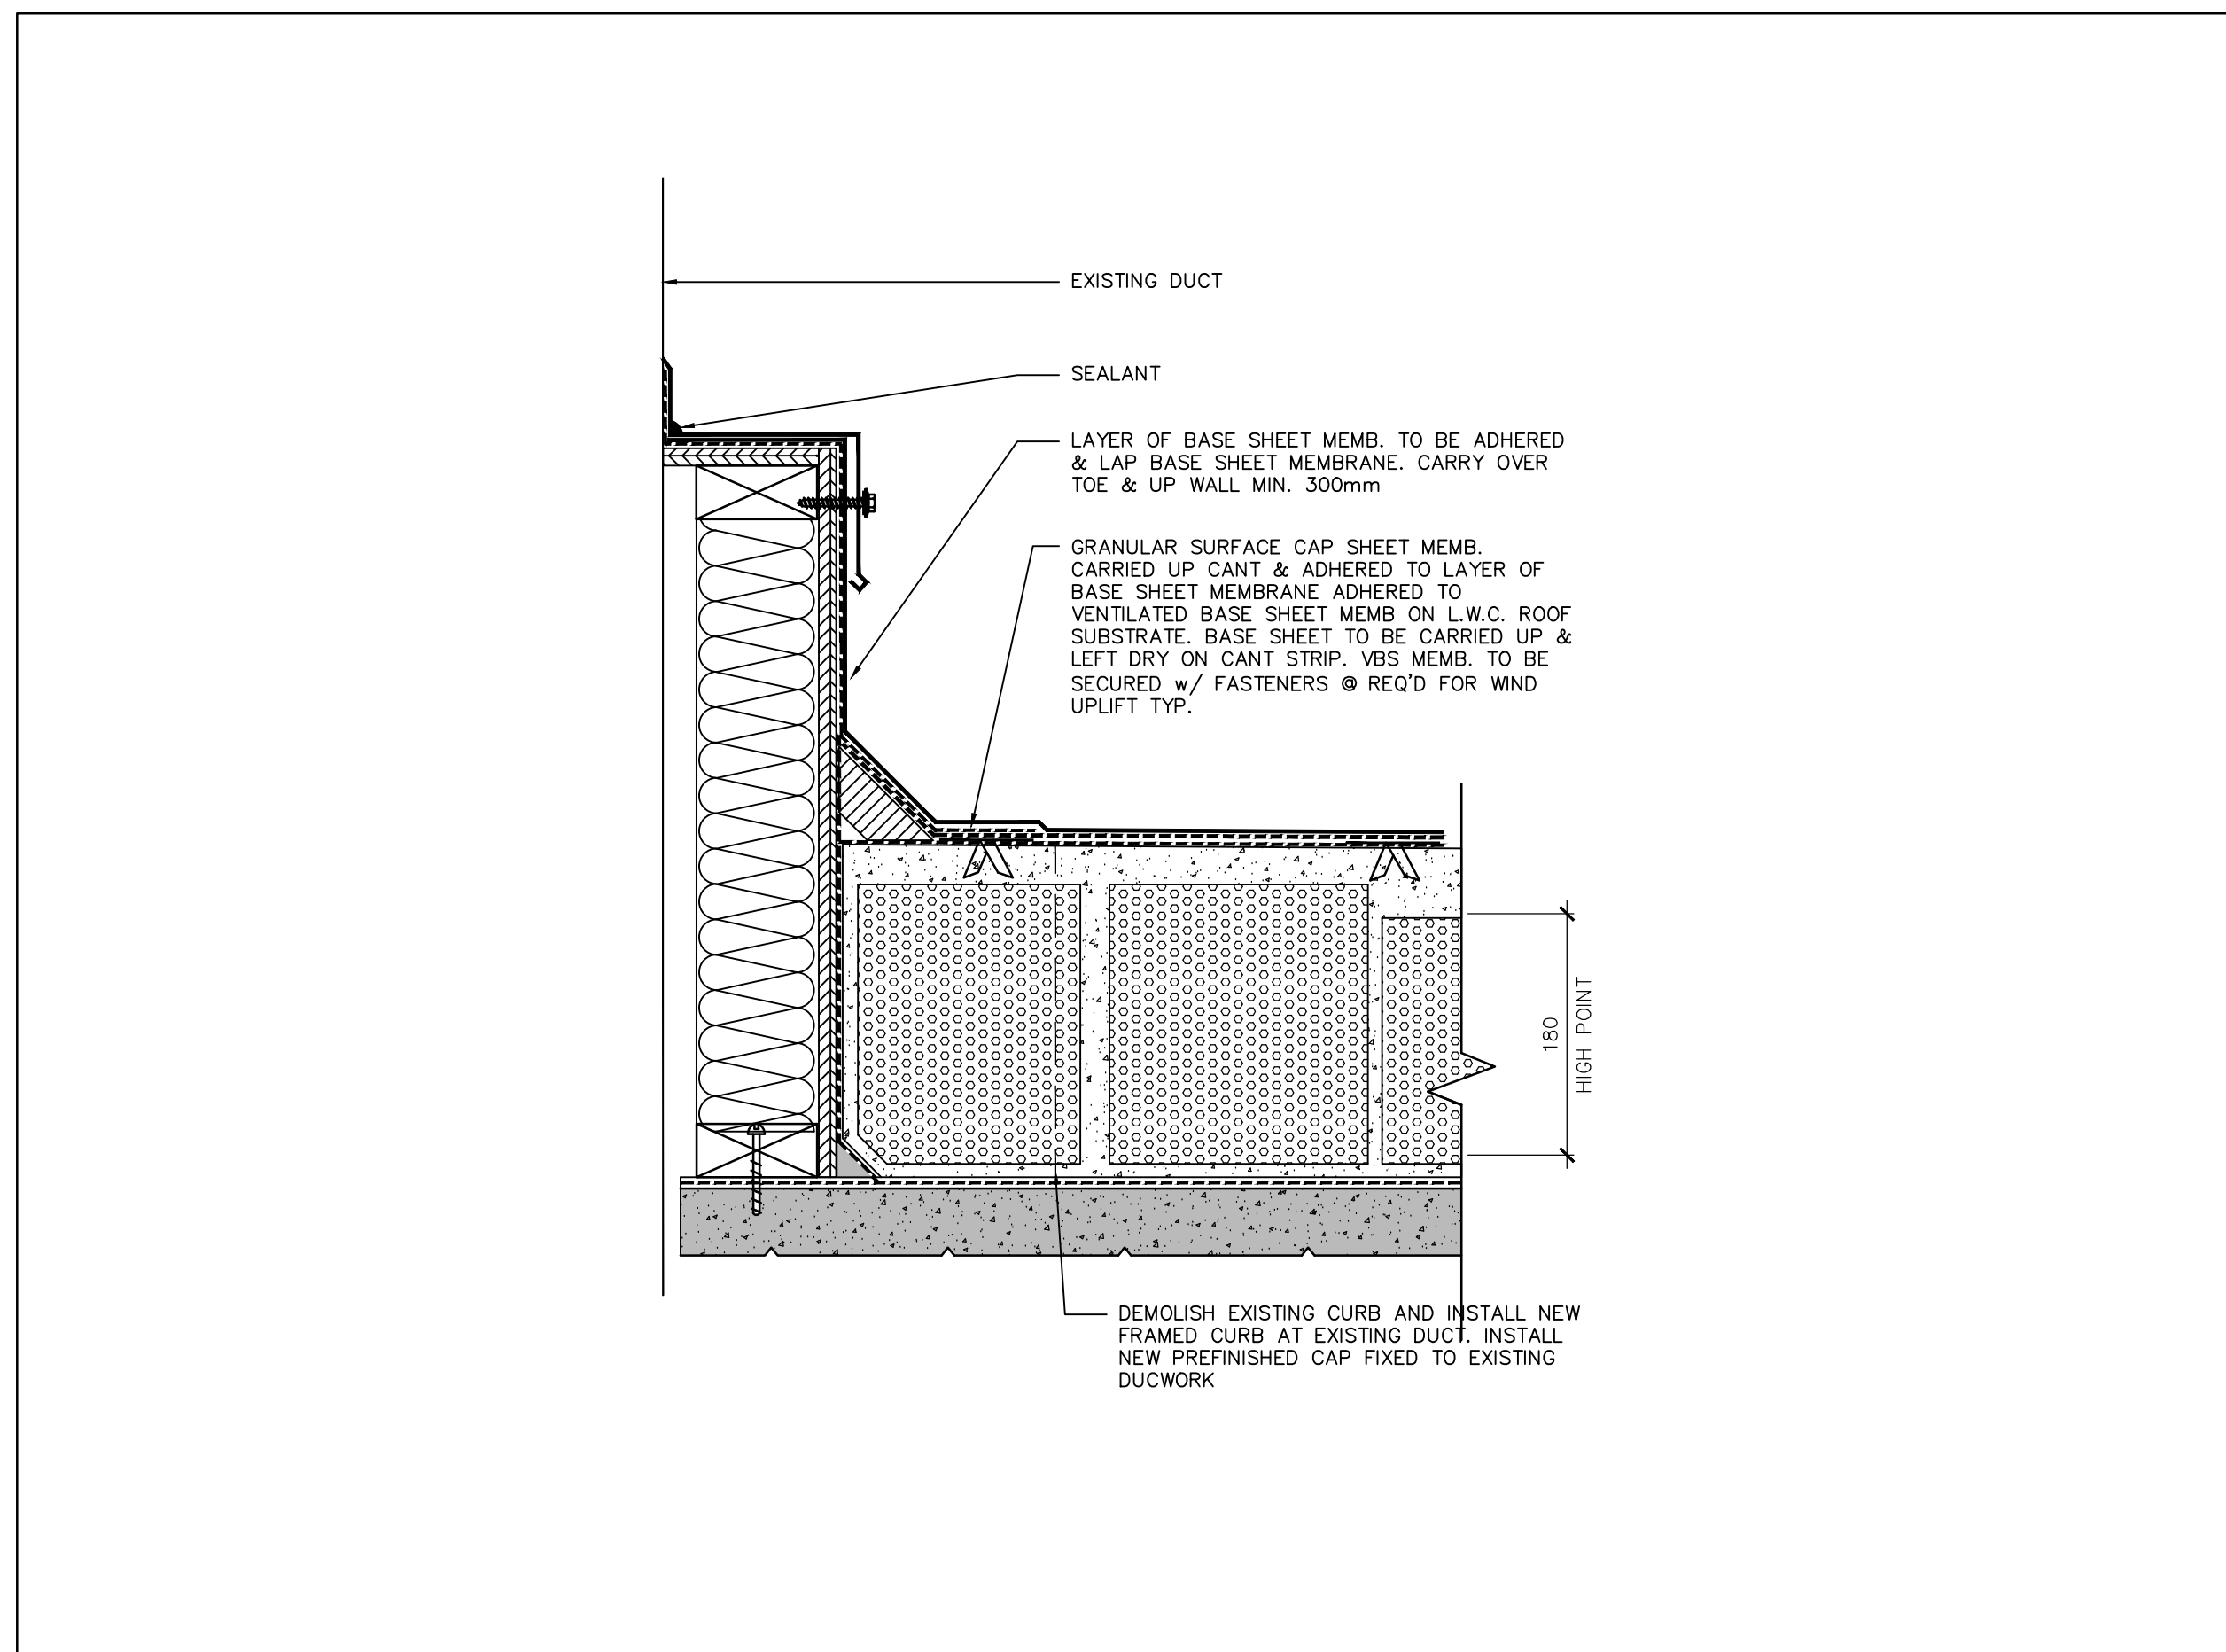 EXISTING DUCT
SEALANT
LAYER OF BASE SHEET MEMB. TO BE ADHERED
& LAP BASE SHEET MEMBRANE. CARRY OVER
TOE & UP WALL MIN. 300mm
GRANULAR SURFACE CAP SHEET MEMB.
CARRIED UP CANT & ADHERED TO LAYER OF
BASE SHEET MEMBRANE ADHERED TO
VENTILATED BASE SHEET MEMB ON L.W.C. ROOF
SUBSTRATE. BASE SHEET TO BE CARRIED UP &
LEFT DRY ON CANT STRIP. VBS MEMB. TO BE
SECURED w/ FASTENERS @ REQ'D FOR WIND
UPLIFT TYP.
180
HIGH POINT
DEMOLISH EXISTING CURB AND INSTALL NEW
FRAMED CURB AT EXISTING DUCT. INSTALL
NEW PREFINISHED CAP FIXED TO EXISTING
DUCWORK